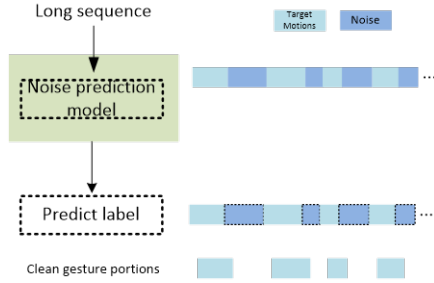 Long sequence
Target
Motions
Noise
Noise prediction
model
...
Predict label
...
Clean gesture portions